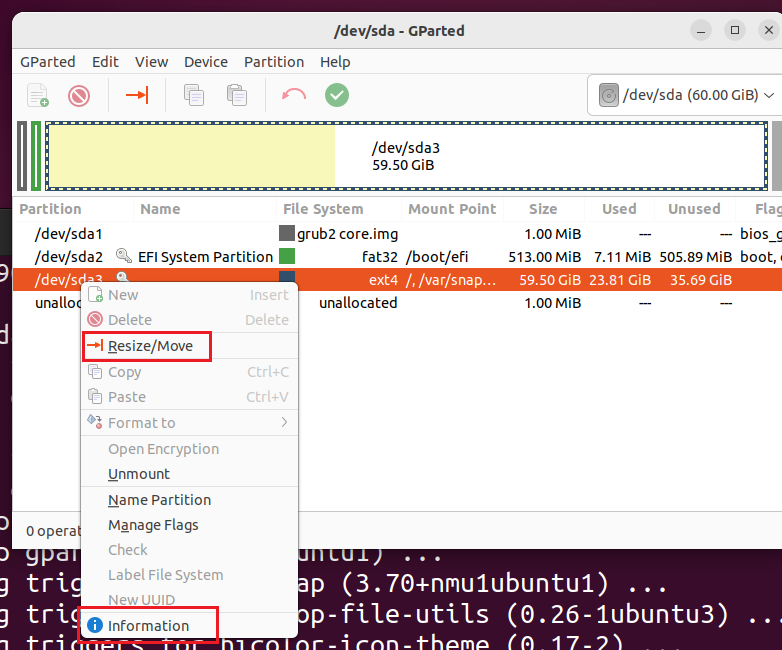 /dev/sda - GParted
GParted Edit View Device Partition Help
/dev/sda (60.00 GiB)
/dev/sda3
59.50 GiB
Partition Name File System Mount Point Size Used Unused Flag
/dev/sda1 grub2 core.img 1.00 MiB --- --- bios_g
/dev/sda2 EFI System Partition fat32 /boot/efi 513.00 MiB 7.11 MiB 505.89 MiB boot,
/dev/sda3 ext4 /, /var/snap... 59.50 GiB 23.81 GiB 35.69 GiB
unalloc unallocated 1.00 MiB --- ---
New Insert
Delete Delete
Resize/Move
Copy Ctrl+C
Paste Ctrl+V
Format to
Open Encryption
Unmount
Name Partition
Manage Flags
Check
Label File System
New UUID
Information
0 operat
gpar untu1) ...
g trig ap (3.70+nmu1ubuntu1) ...
g trig op-file-utils (0.26-1ubuntu3) ...
g triggers for hicolor-icon-theme (0.17-2) ...